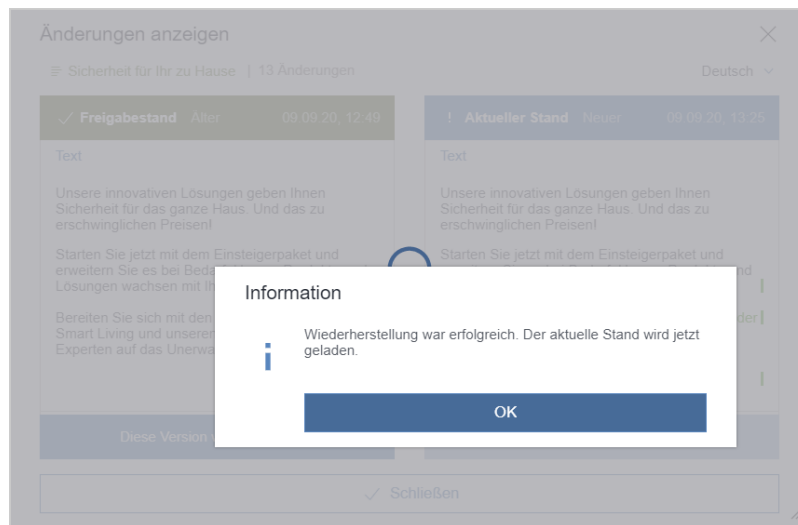 Änderungen anzeigen
Sicherheit für Ihr zu Hause | 13 Änderungen
Deutsch
Freigabestand Älter 09.09.20, 12:49
Text
Unsere innovativen Lösungen geben Ihnen
Sicherheit für das ganze Haus. Und das zu
erschwinglichen Preisen!
Starten Sie jetzt mit dem Einsteigerpaket und
erweitern Sie es bei
Lösungen wachsen mit
Bereiten Sie sich mit den
Smart Living und unseren
Experten auf das
Diese Version
! Aktueller Stand Neuer 09.09.20, 13:25
Text
Unsere innovativen Lösungen geben Ihnen
Sicherheit für das ganze Haus. Und das zu
erschwinglichen Preisen!
Starten Sie jetzt mit dem Einsteigerpaket und
Information
i
Wiederherstellung war erfolgreich. Der aktuelle Stand wird jetzt
geladen.
OK
Schließen